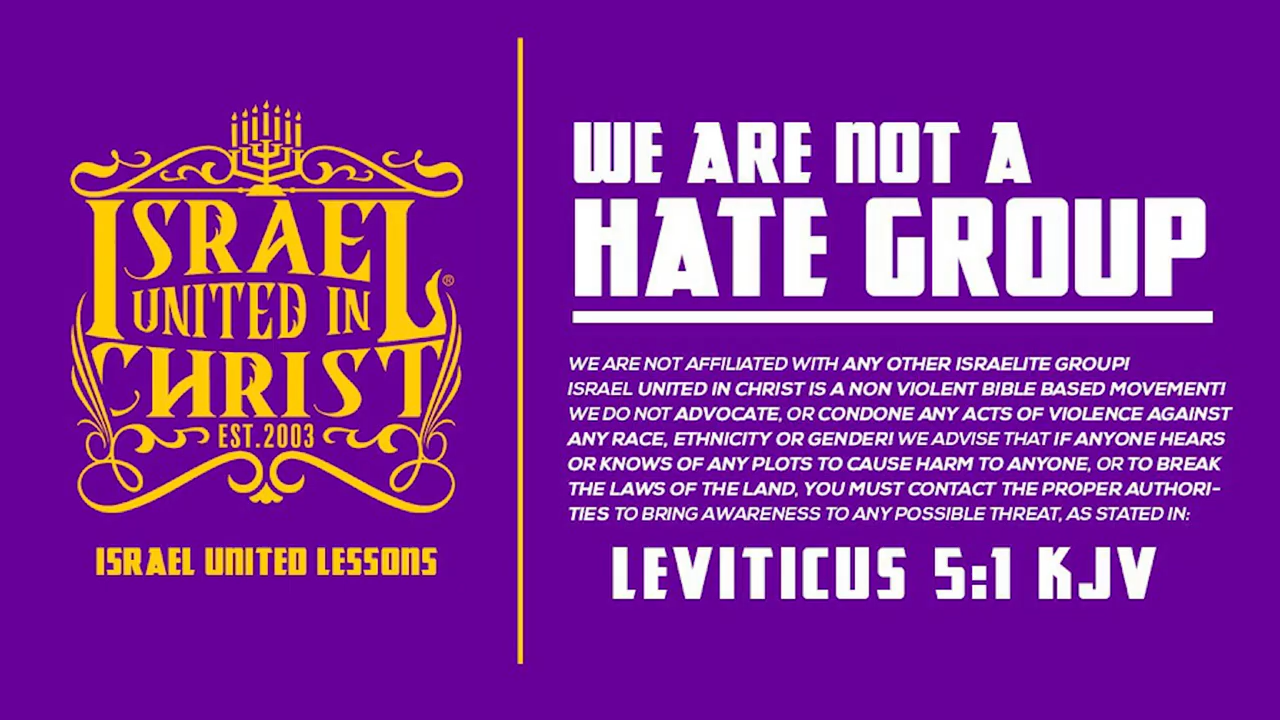 ISRAEL
UNITED IN
CHRIST
®
EST.2003
ISRAEL UNITED LESSONS
WE ARE NOT A
HATE GROUP
WE ARE NOT AFFILIATED WITH ANY OTHER ISRAELITE GROUP!
ISRAEL UNITED IN CHRIST IS A NON VIOLENT BIBLE BASED MOVEMENT!
WE DO NOT ADVOCATE, OR CONDONE ANY ACTS OF VIOLENCE AGAINST
ANY RACE, ETHNICITY OR GENDER! WE ADVISE THAT IF ANYONE HEARS
OR KNOWS OF ANY PLOTS TO CAUSE HARM TO ANYONE, OR TO BREAK
THE LAWS OF THE LAND, YOU MUST CONTACT THE PROPER AUTHORI-
TIES TO BRING AWARENESS TO ANY POSSIBLE THREAT, AS STATED IN:
LEVITICUS 5:1 KJV